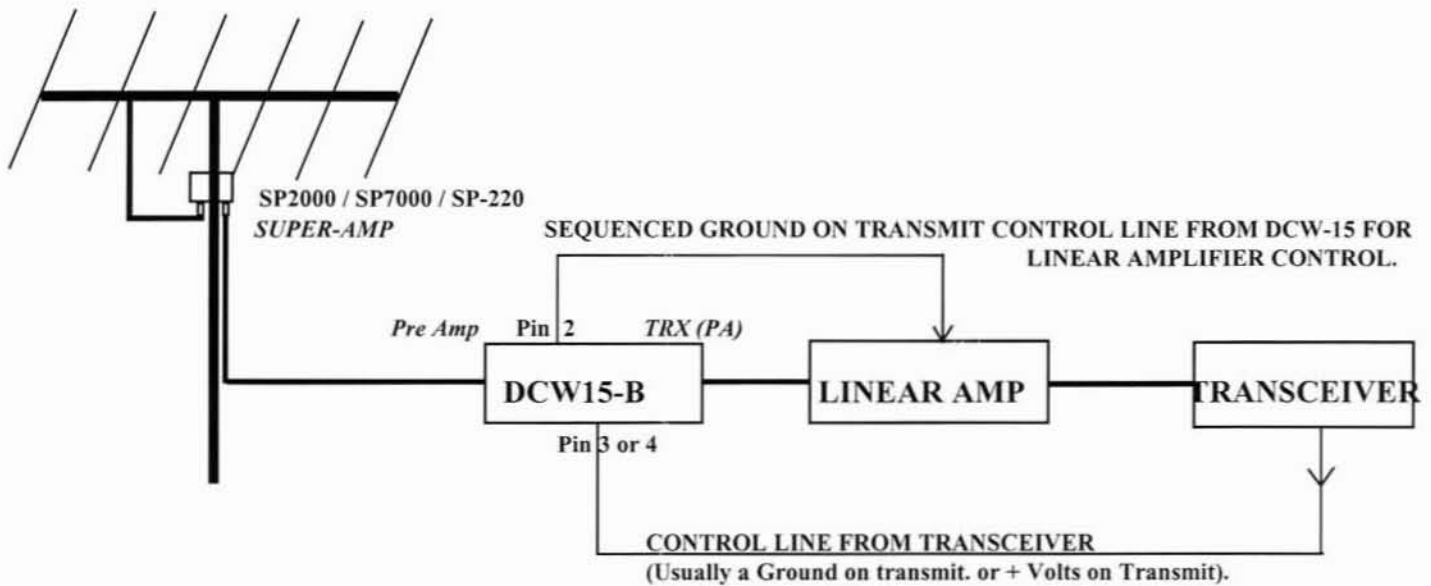 SP2000 / SP7000 / SP-220
SUPER-AMP
SEQUENCED GROUND ON TRANSMIT CONTROL LINE FROM DCW-15 FOR
LINEAR AMPLIFIER CONTROL.
Pre Amp
Pin 2
TRX (PA)
DCW15-B
LINEAR AMP
TRANSCEIVER
Pin 3 or 4
CONTROL LINE FROM TRANSCEIVER
(Usually a Ground on transmit. or + Volts on Transmit).